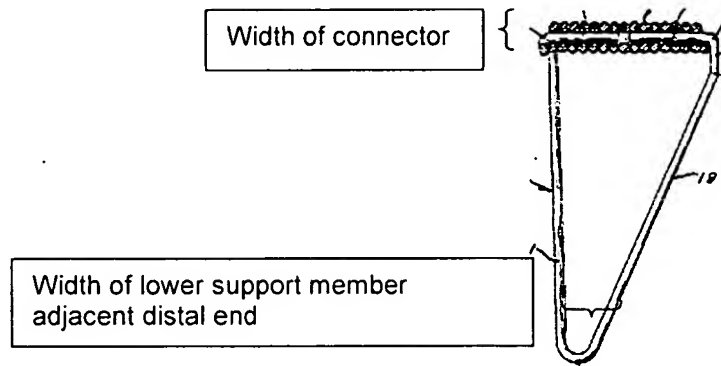 Width of connector
18
Width of lower support member
adjacent distal end